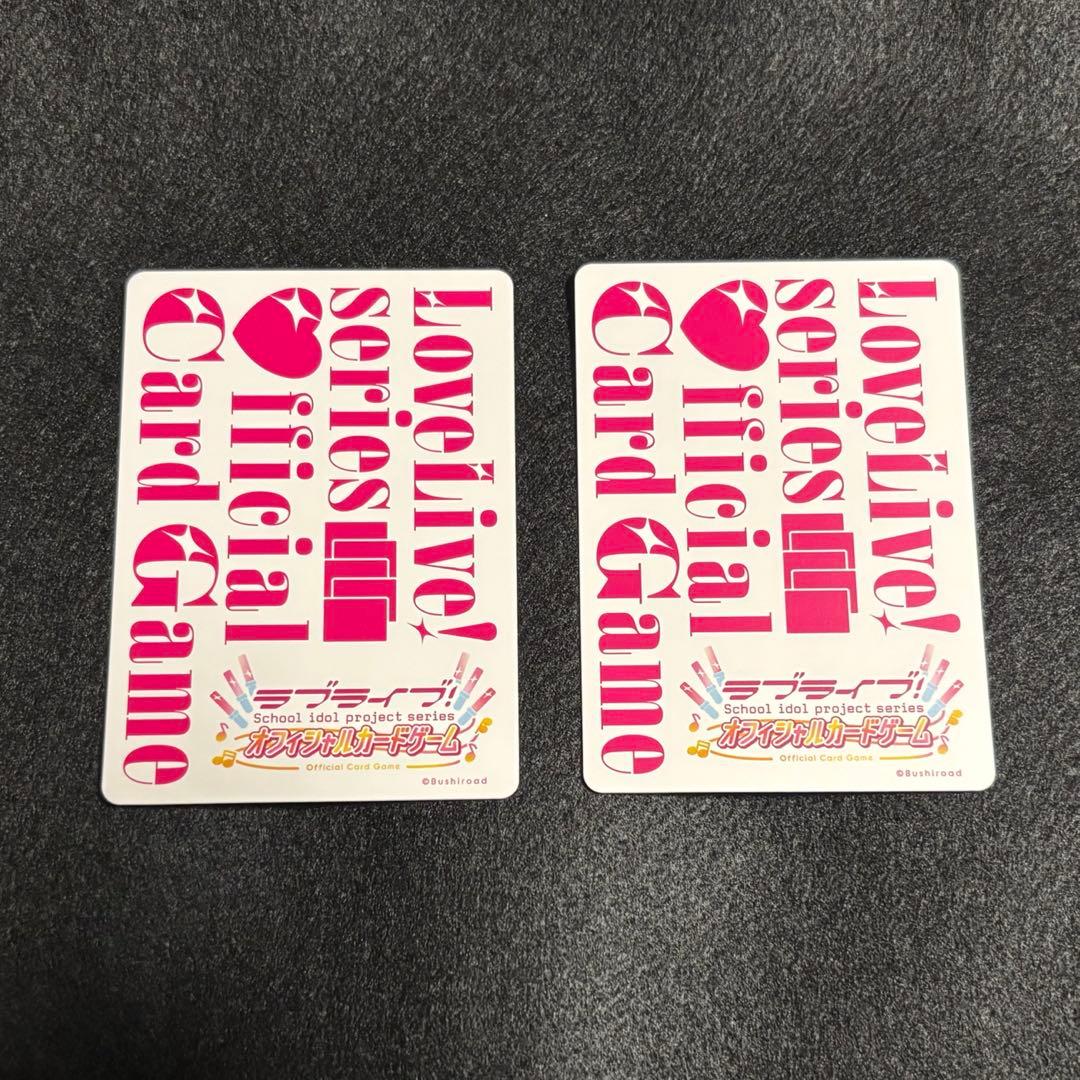 LoveLive!
series
♥fficial
Card Game
ラブライブ!
School idol project series
オフィシャルカードゲーム
Official Card Game
©Bushiroad
LoveLive!
series
♥fficial
Card Game
ラブライブ!
School idol project series
オフィシャルカードゲーム
Official Card Game
©Bushiroad